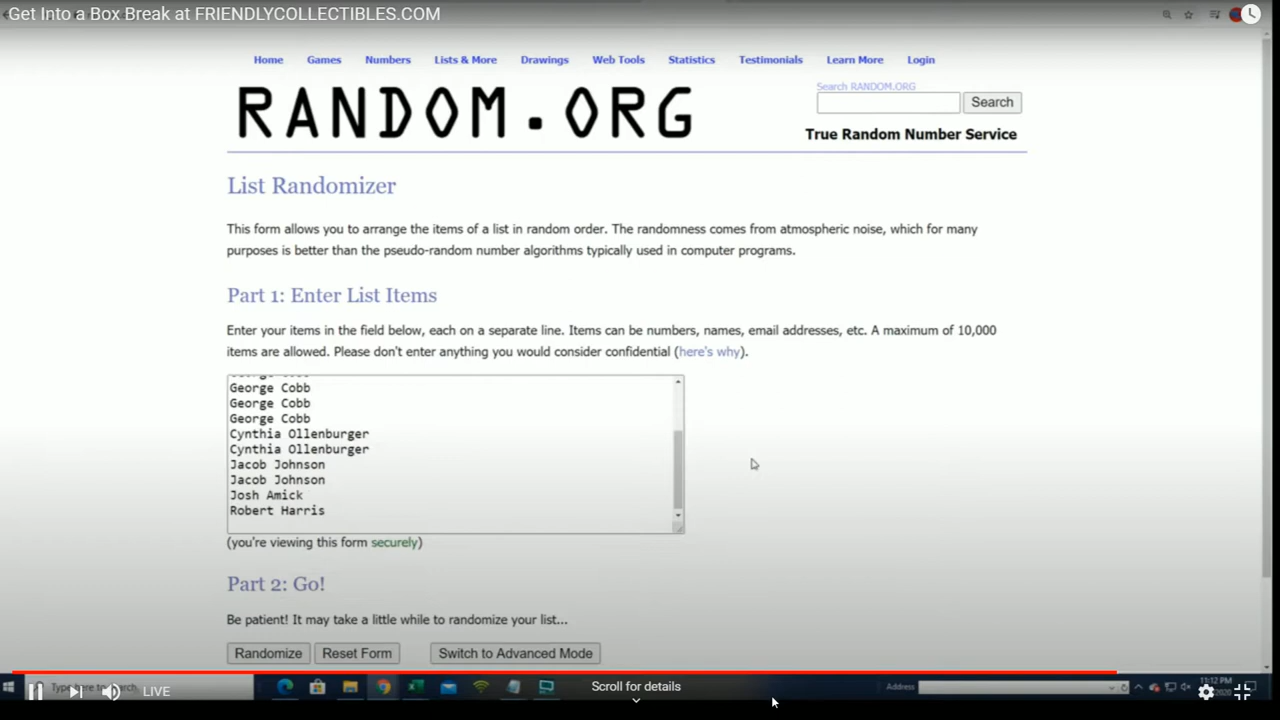 Get Into a Box Break at FRIENDLYCOLLECTIBLES.COM
Home Games Numbers Lists & More Drawings Web Tools Statistics Testimonials Learn More Login
RANDOM.ORG
Search RANDOM.ORG
Search
True Random Number Service
List Randomizer
This form allows you to arrange the items of a list in random order. The randomness comes from atmospheric noise, which for many
purposes is better than the pseudo-random number algorithms typically used in computer programs.
Part 1: Enter List Items
Enter your items in the field below, each on a separate line. Items can be numbers, names, email addresses, etc. A maximum of 10,000
items are allowed. Please don't enter anything you would consider confidential (here's why).
George Cobb
George Cobb
George Cobb
George Cobb
Cynthia Ollenburger
Cynthia Ollenburger
Jacob Johnson
Jacob Johnson
Josh Amick
Robert Harris
(you're viewing this form securely)
Part 2: Go!
Be patient! It may take a little while to randomize your list...
Randomize Reset Form Switch to Advanced Mode
Type here to search
LIVE
Scroll for details
Address
11:12 PM